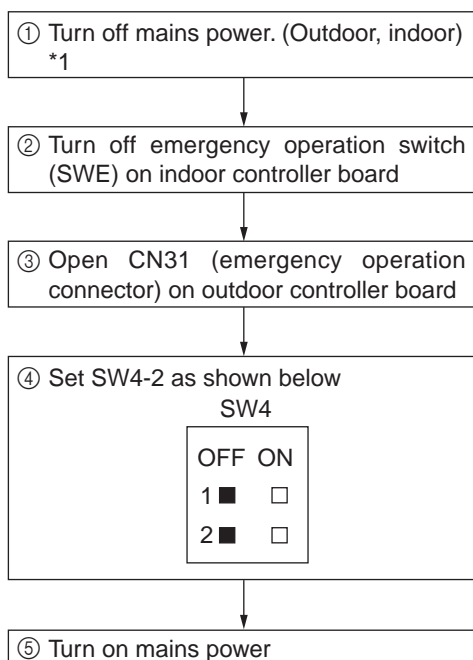 ① Turn off mains power. (Outdoor, indoor)
*1
② Turn off emergency operation switch
(SWE) on indoor controller board
③ Open CN31 (emergency operation
connector) on outdoor controller board
④ Set SW4-2 as shown below
SW4
OFF ON
1 ■ □
2 ■ □
⑤ Turn on mains power